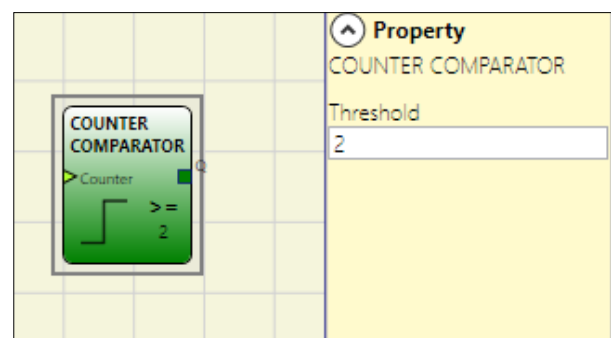 Property
COUNTER COMPARATOR
Threshold
2
COUNTER
COMPARATOR
Counter
Q
>=
2